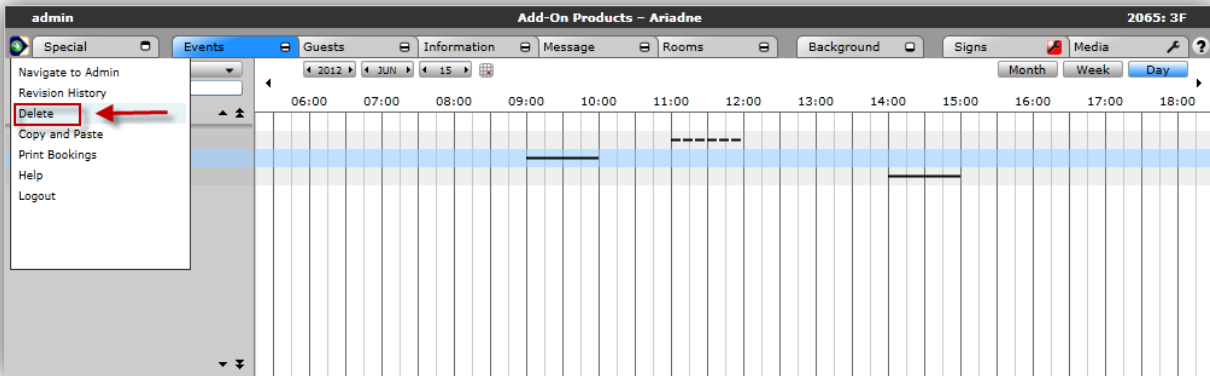 admin Add-On Products – Ariadne 2065: 3F
Special Events Guests Information Message Rooms Background Signs Media ?
Navigate to Admin 2012 JUN 15 Month Week Day
Revision History
06:00 07:00 08:00 09:00 10:00 11:00 12:00 13:00 14:00 15:00 16:00 17:00 18:00
Delete
Copy and Paste
Print Bookings
Help
Logout